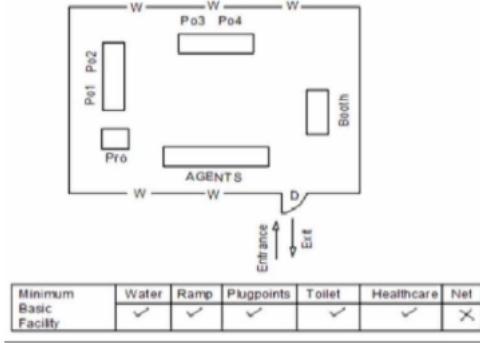 W W W
Po3 Po4
Po1 Po2
Booth
Pro
AGENTS
W W D
Entrance Exit
Minimum Basic Facility Water Ramp Plugpoints Toilet Healthcare Net
✓ ✓ ✓ ✓ ✓ ✗